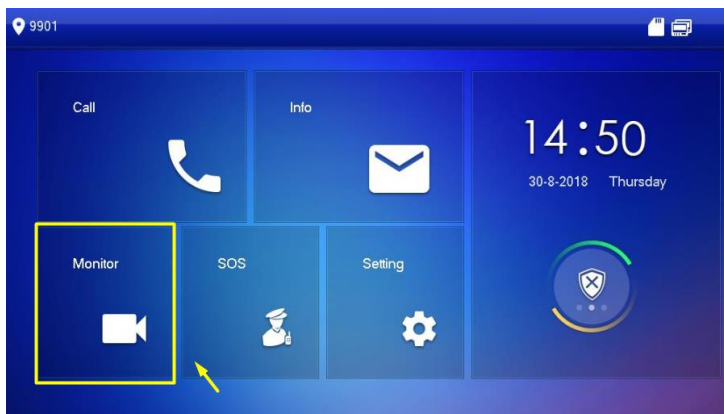 9901
Call
Info
14:50
30-8-2018 Thursday
Monitor
SOS
Setting